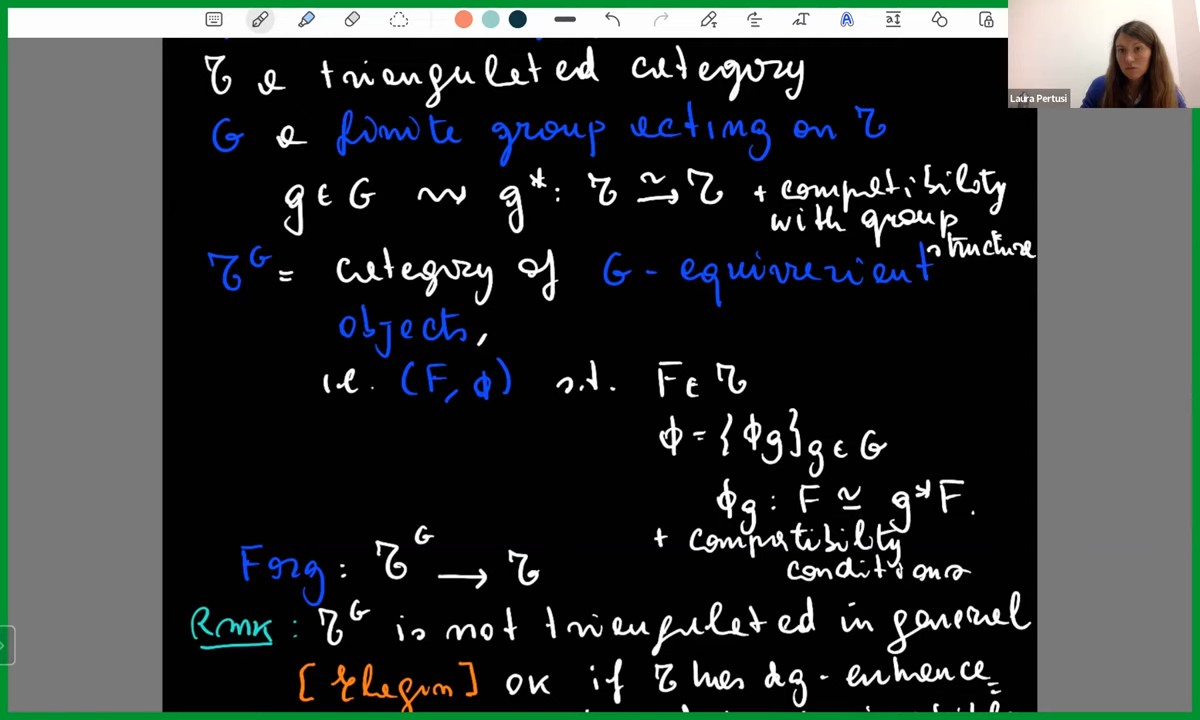 Laura Pertusi
𝒯 a triangulated category
G a finite group acting on 𝒯
g ∈ G ⇝ g* : 𝒯 ≃→ 𝒯 + compatibility
with group
structure
𝒯^G = category of G - equivariant
objects,
i.e. (F, ϕ) s.t. F ∈ 𝒯
ϕ = {ϕg}_{g ∈ G}
ϕg : F ≃ g*F.
+ compatibility
conditions
Forg : 𝒯^G → 𝒯
Rmk : 𝒯^G is not triangulated in general
[Elagin] OK if 𝒯 has dg - enhance=